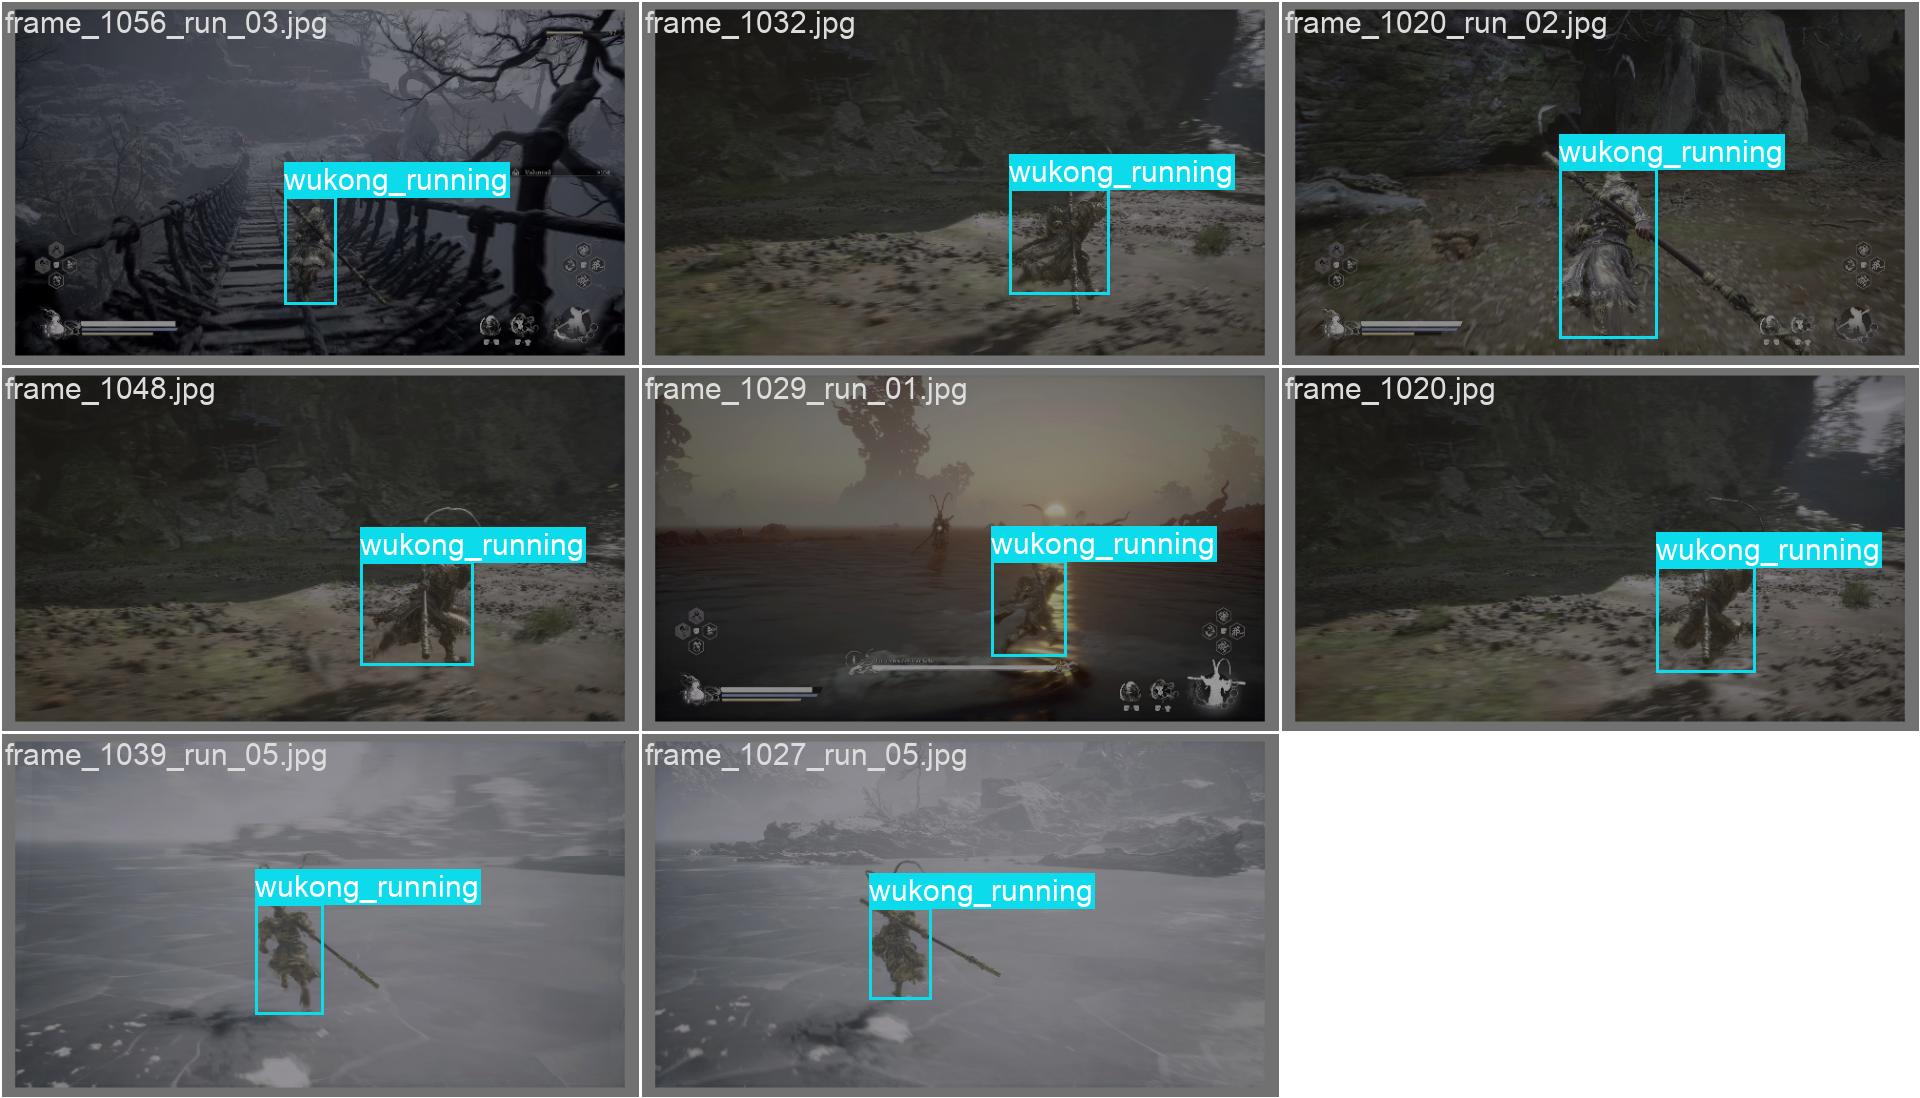 frame_1056_run_03.jpg
wukong_running
frame_1032.jpg
wukong_running
frame_1020_run_02.jpg
wukong_running
frame_1048.jpg
wukong_running
frame_1029_run_01.jpg
wukong_running
frame_1020.jpg
wukong_running
frame_1039_run_05.jpg
wukong_running
frame_1027_run_05.jpg
wukong_running